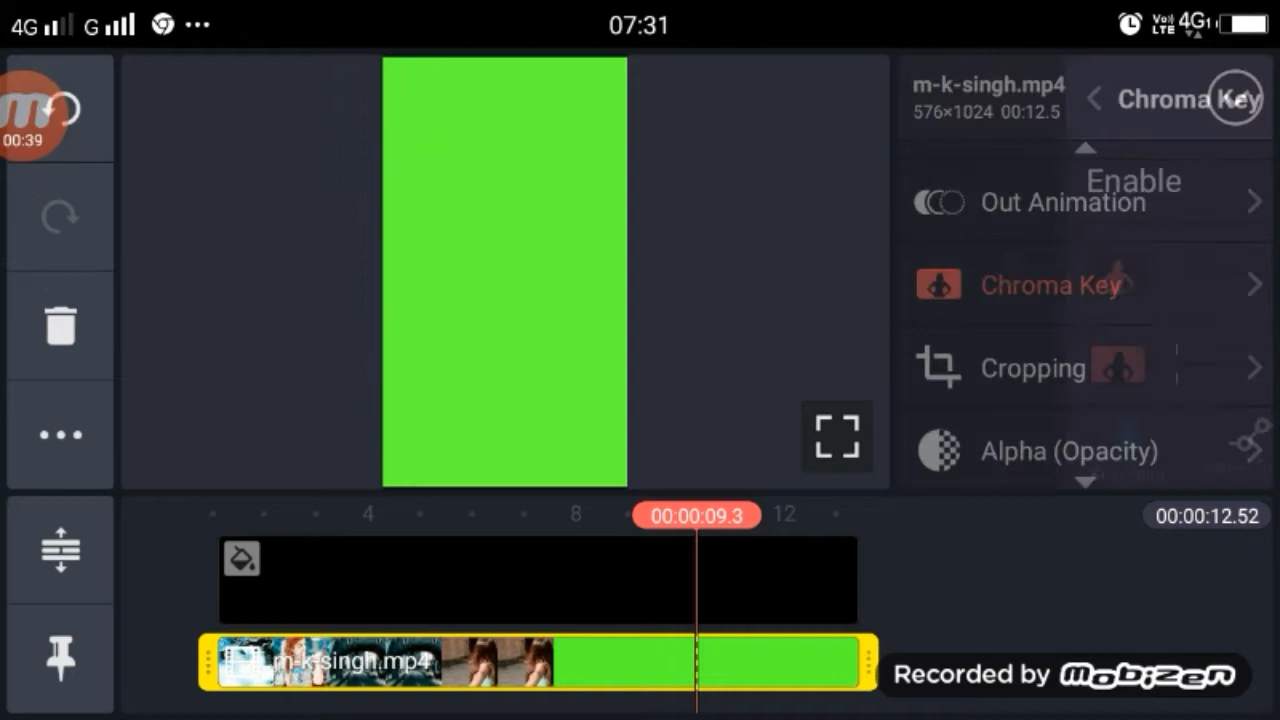 4G G 07:31 VoLTE 4G
m 00:39
m-k-singh.mp4
576×1024 00:12.5
Chroma Key
Enable
Out Animation
Chroma Key
Cropping
Alpha (Opacity)
4 8 00:00:09.3 12 00:00:12.52
m-k-singh.mp4
Recorded by mobizen